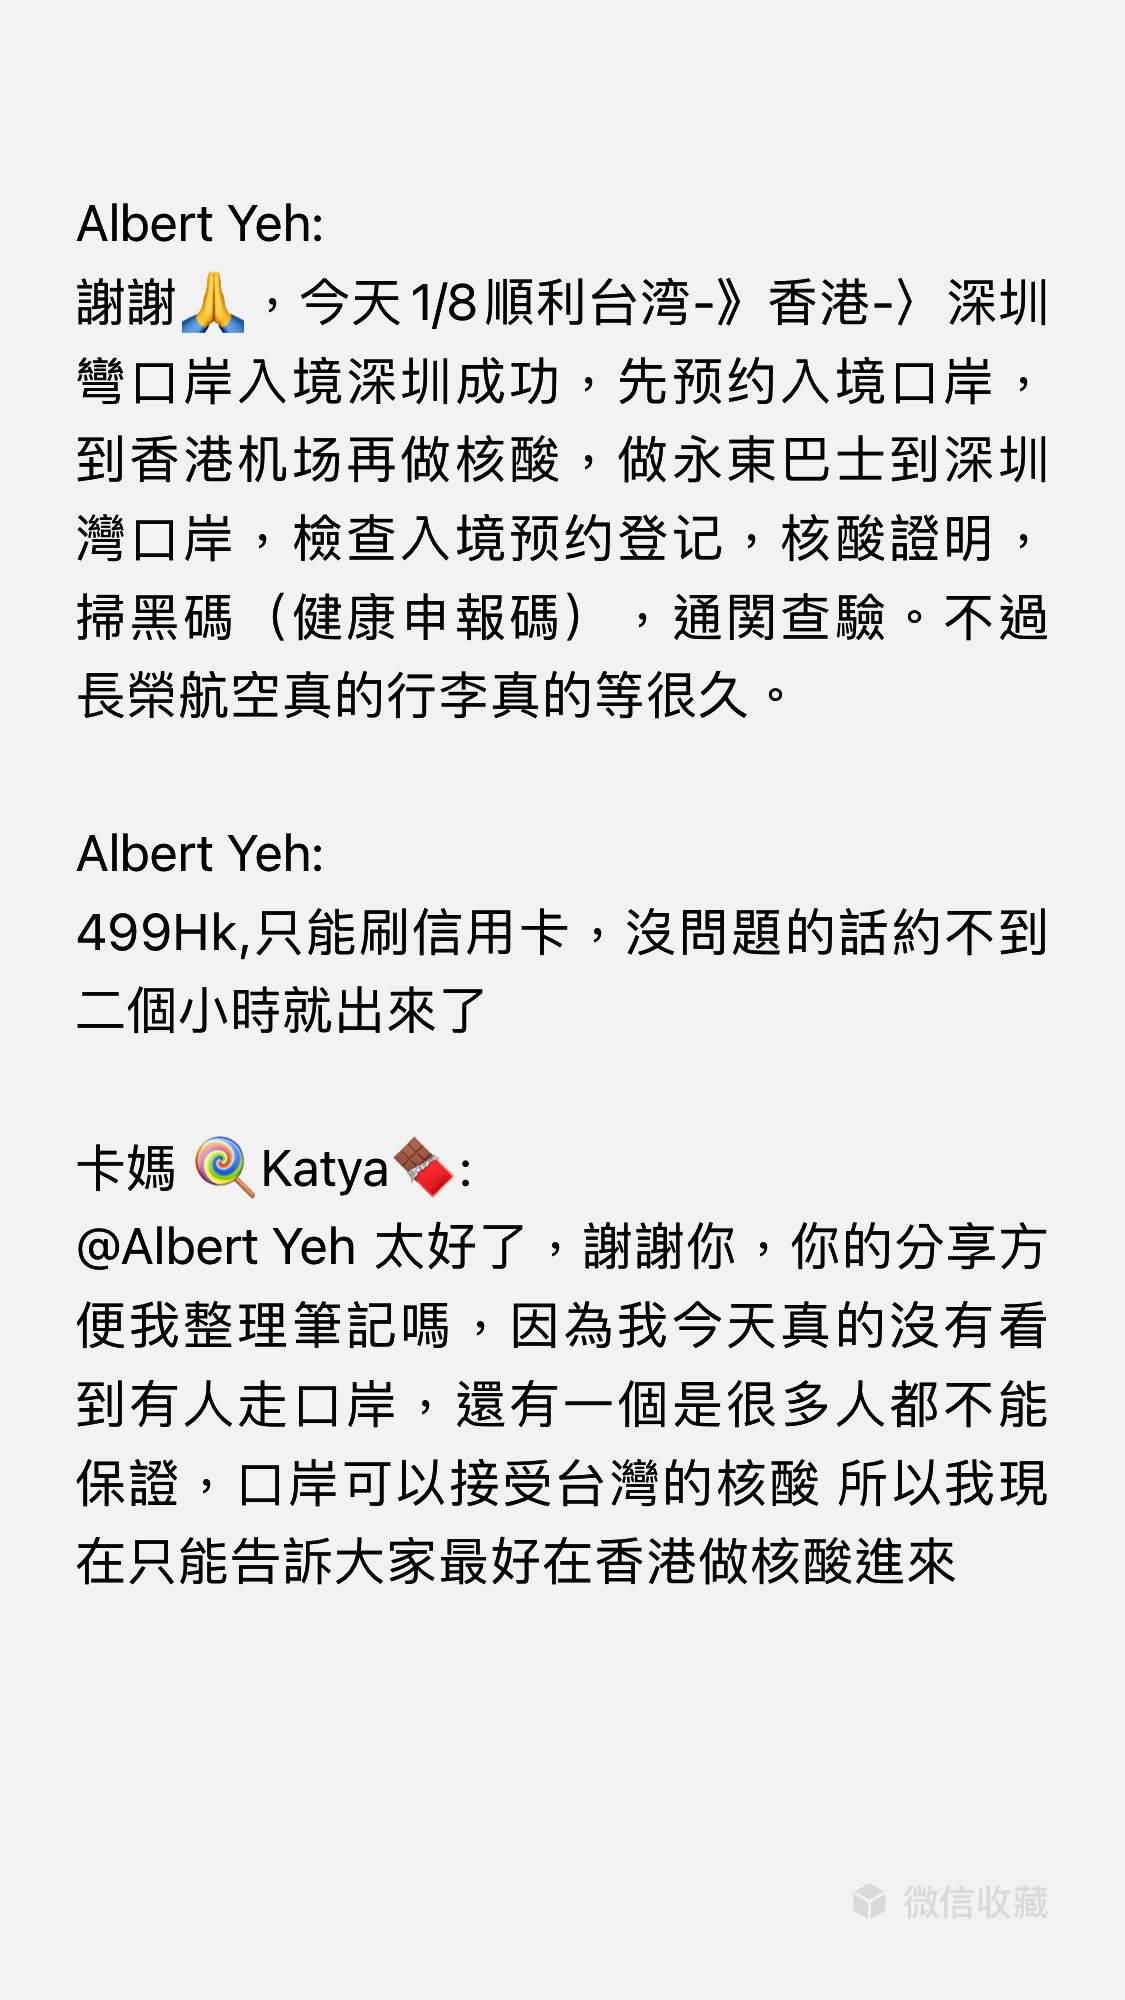 Albert Yeh:
謝謝🙏，今天1/8順利台湾-》香港-〉深圳
彎口岸入境深圳成功，先预约入境口岸，
到香港机场再做核酸，做永東巴士到深圳
灣口岸，檢查入境预约登记，核酸證明，
掃黑碼（健康申報碼），通関查驗。不過
長榮航空真的行李真的等很久。
Albert Yeh:
499Hk,只能刷信用卡，沒問題的話約不到
二個小時就出來了
卡媽 🍭Katya🍫:
@Albert Yeh 太好了，謝謝你，你的分享方
便我整理筆記嗎，因為我今天真的沒有看
到有人走口岸，還有一個是很多人都不能
保證，口岸可以接受台灣的核酸 所以我現
在只能告訴大家最好在香港做核酸進來
微信收藏